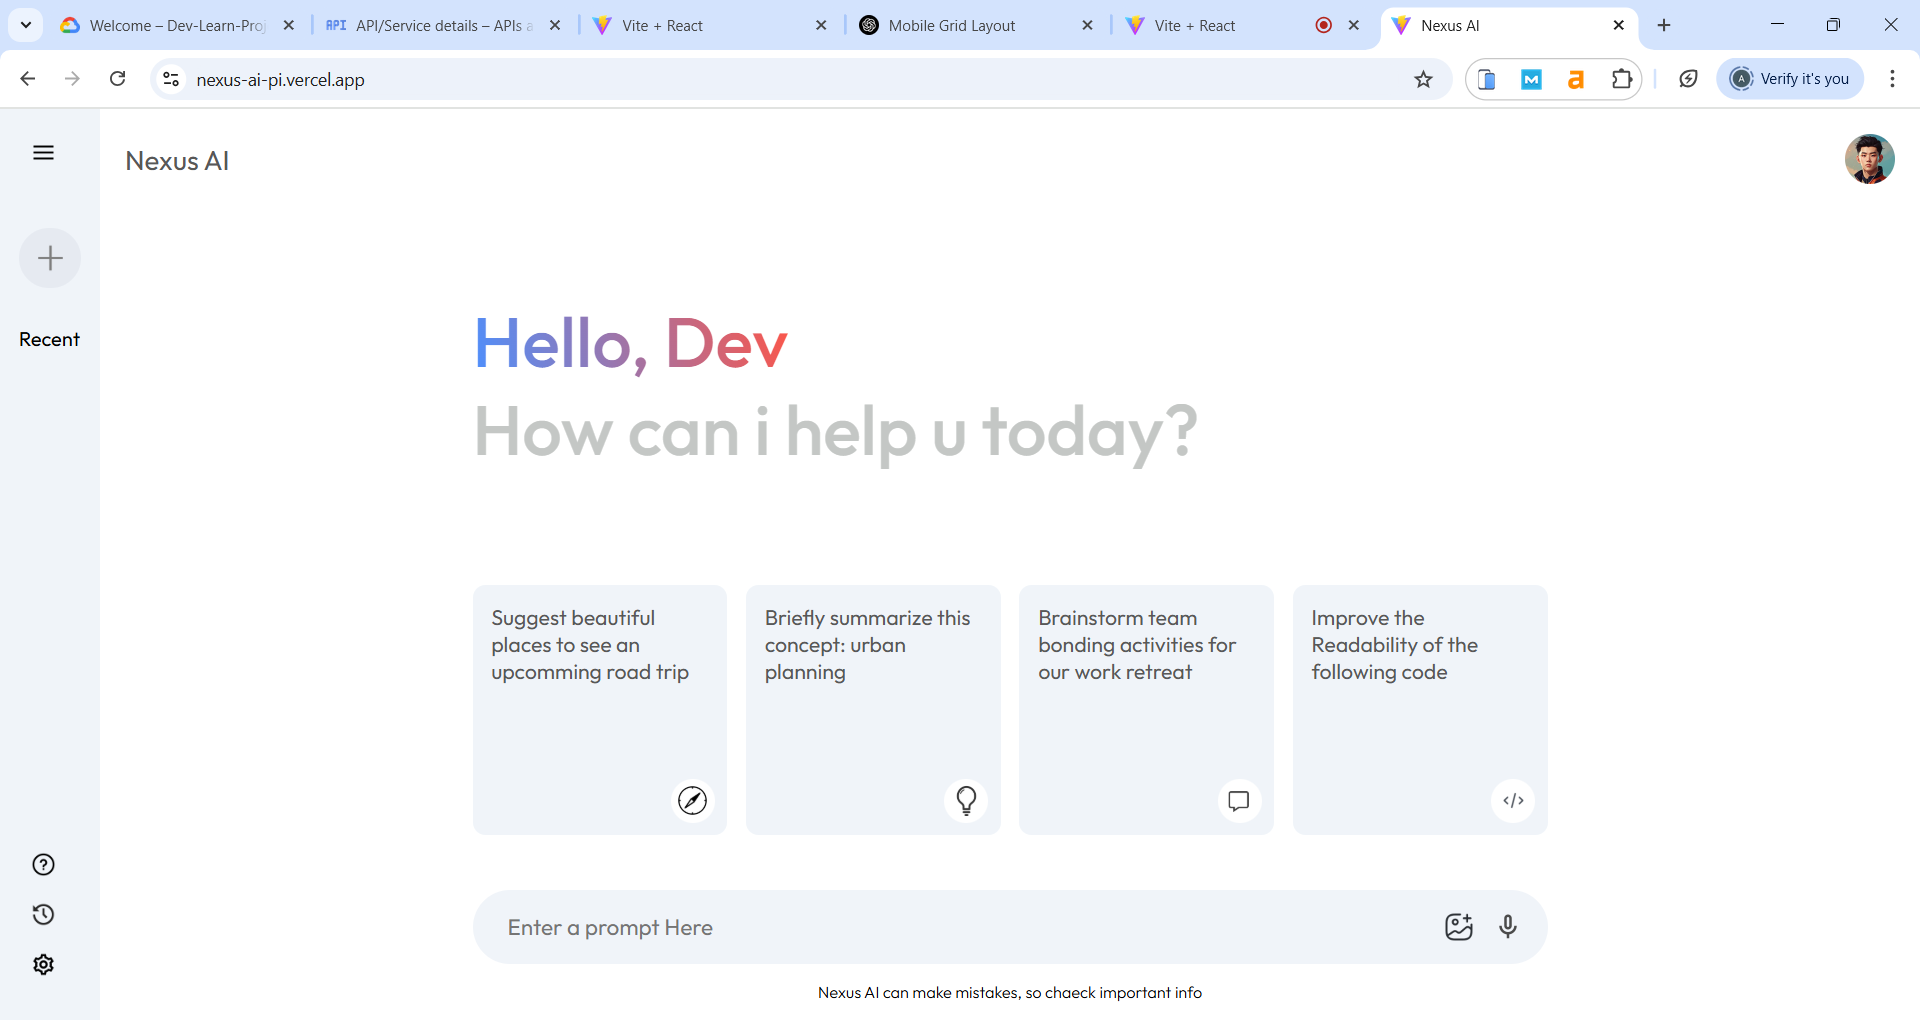 Welcome – Dev-Learn-Proj
API API/Service details – APIs a
Vite + React
Mobile Grid Layout
Vite + React
Nexus AI
nexus-ai-pi.vercel.app
M
a
A
Verify it's you
Nexus AI
Recent
Hello, Dev
How can i help u today?
Suggest beautiful
places to see an
upcomming road trip
Briefly summarize this
concept: urban
planning
Brainstorm team
bonding activities for
our work retreat
Improve the
Readability of the
following code
Enter a prompt Here
Nexus AI can make mistakes, so chaeck important info